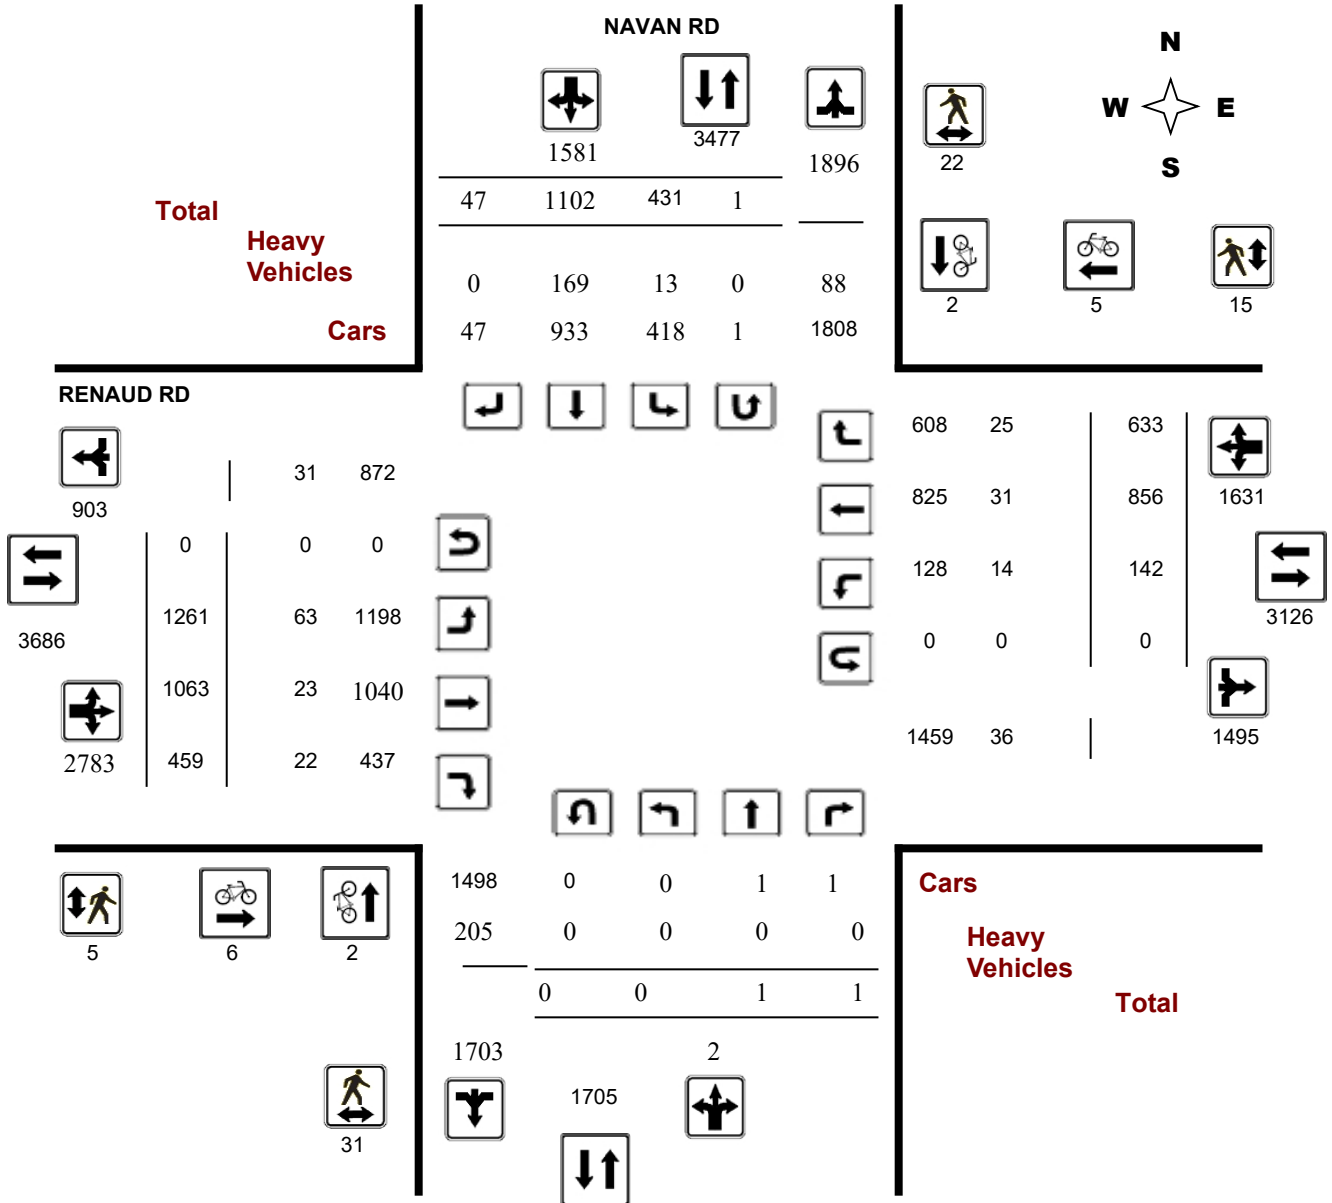 NAVAN RD
N
W E
S
1581
3477
1896
22
Total
47 1102 431 1
Heavy
Vehicles
0 169 13 0 88
2 5 15
Cars
47 933 418 1 1808
RENAUD RD
608 25 633
31 872
903
825 31 856 1631
0 0 0
128 14 142
1261 63 1198
3126
3686
0 0 0
1063 23 1040
1459 36 1495
2783 459 22 437
1498 0 0 1 1
Cars
205 0 0 0 0
Heavy
Vehicles
5 6 2
0 0 1 1
Total
1703 2
1705
31